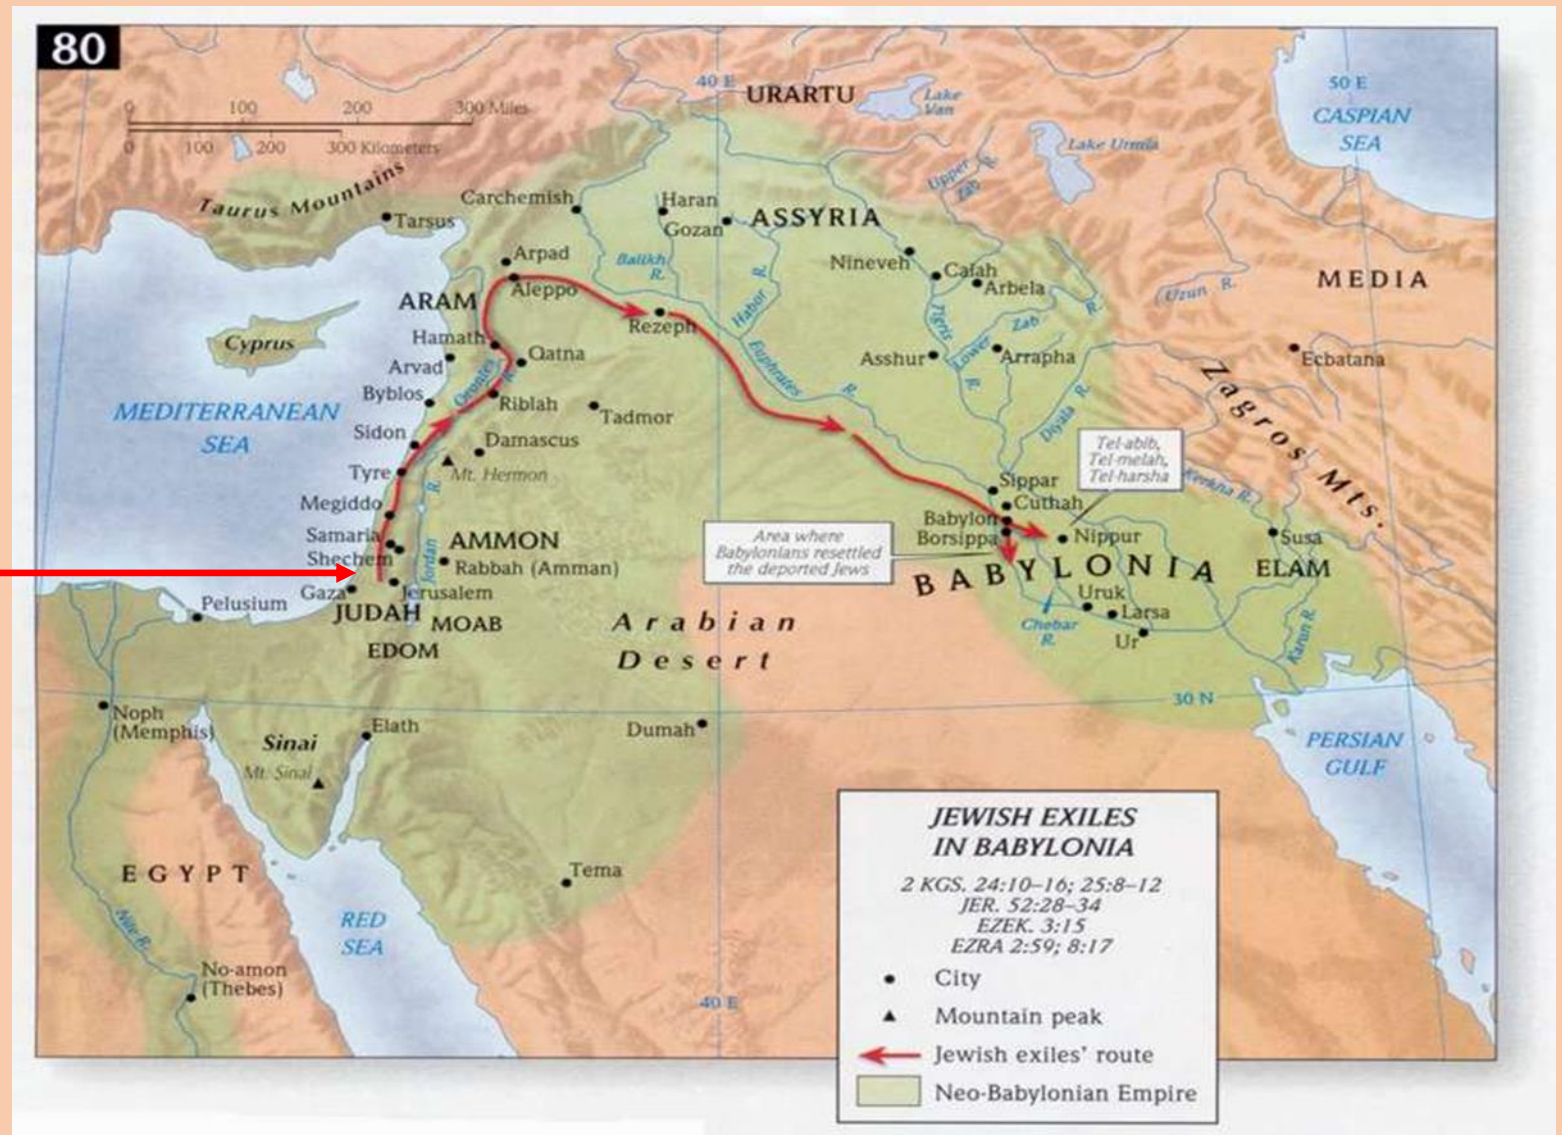 80
0 100 200 300 Miles
0 100 200 300 Kilometers
40 E
URARTU
Lake
Van
50 E
CASPIAN
SEA
Lake Urmia
Upper
Zab
R.
Taurus Mountains
Tarsus
Carchemish
Haran
Gozan
ASSYRIA
Arpad
Aleppo
Balikh
R.
Habor R.
Nineveh
Calah
Arbela
MEDIA
Uzun R.
ARAM
Rezeph
Tigris
R.
Lower
Zab
R.
Cyprus
Hamath
Qatna
Arvad
Orontes
R.
Euphrates
R.
Asshur
Arrapha
Ecbatana
Byblos
Riblah
Tadmor
Diyala R.
Zagros Mts.
MEDITERRANEAN
SEA
Sidon
Damascus
Mt. Hermon
Tyre
Tel-abib,
Tel-melah,
Tel-harsha
Kerkha R.
Sippar
Cuthah
Megiddo
Samaria
Shechem
R.
Jordan
AMMON
Rabbah (Amman)
Area where
Babylonians resettled
the deported Jews
Babylon
Borsippa
Nippur
Susa
BABYLONIA
ELAM
Gaza
Jerusalem
Pelusium
JUDAH
MOAB
EDOM
Arabian
Desert
Uruk
Larsa
Ur
Chebar
R.
Karun R.
30 N
Noph
(Memphis)
Sinai
Mt. Sinai
Elath
Dumah
PERSIAN
GULF
EGYPT
Tema
Nile R.
RED
SEA
No-amon
(Thebes)
40 E
JEWISH EXILES
IN BABYLONIA
2 KGS. 24:10–16; 25:8–12
JER. 52:28–34
EZEK. 3:15
EZRA 2:59; 8:17
City
Mountain peak
Jewish exiles' route
Neo-Babylonian Empire